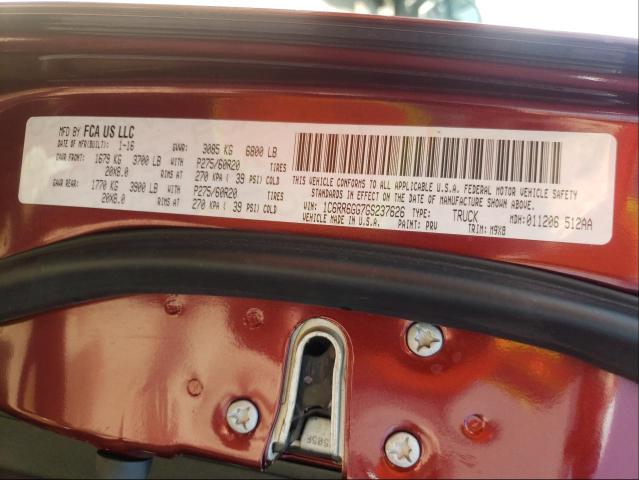 MFD BY FCA US LLC
DATE OF MFR(BUILT): 1-16 GVWR: 3085 KG 6800 LB
GAWR FRONT: 1679 KG 3700 LB WITH P275/60R20 TIRES
20X8.0 RIMS AT 270 KPA ( 39 PSI) COLD
GAWR REAR: 1770 KG 3900 LB WITH P275/60R20 TIRES
20X8.0 RIMS AT 270 KPA ( 39 PSI) COLD
THIS VEHICLE CONFORMS TO ALL APPLICABLE U.S.A. FEDERAL MOTOR VEHICLE SAFETY
STANDARDS IN EFFECT ON THE DATE OF MANUFACTURE SHOWN ABOVE.
VIN: 1C6RR6GG7GS237626 TYPE: TRUCK MDH: 011206 512AA
VEHICLE MADE IN U.S.A. PAINT: PRV TRIM: M9X8